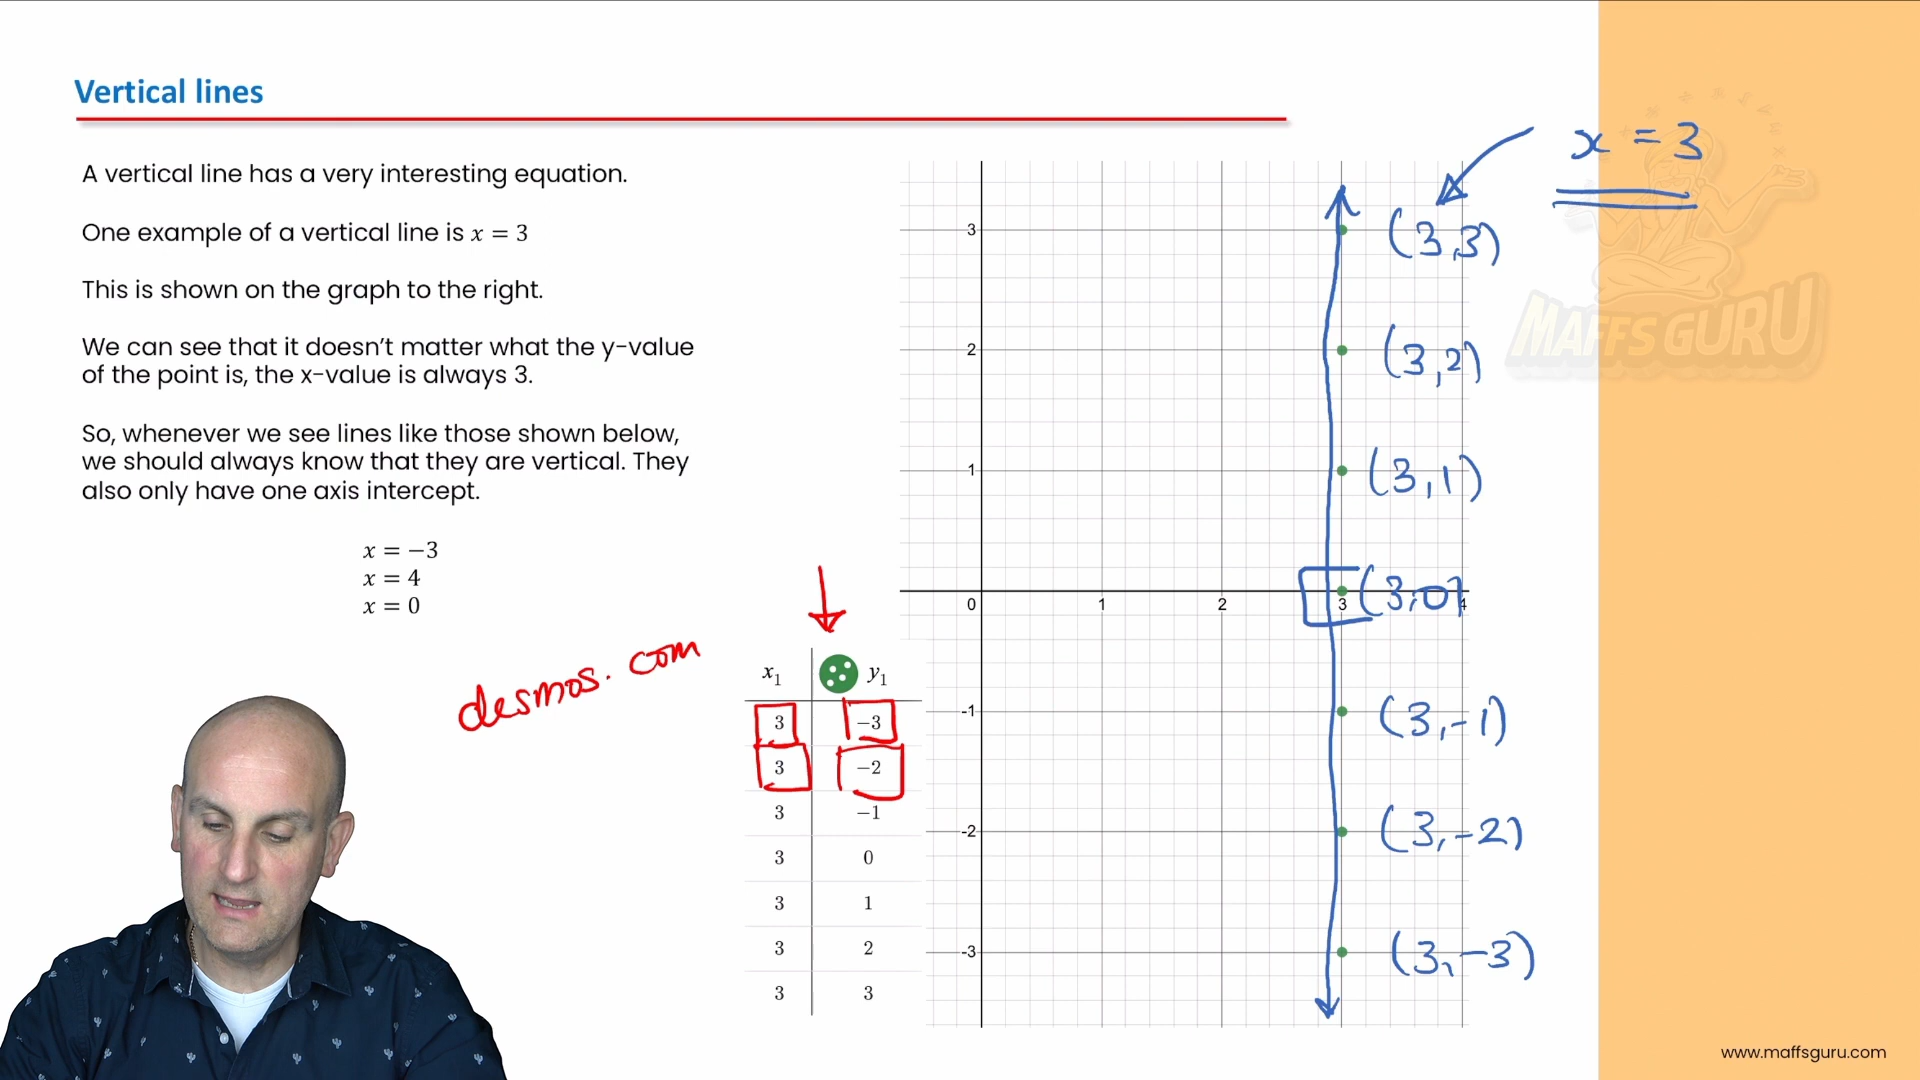 Vertical lines
A vertical line has a very interesting equation.
One example of a vertical line is x = 3
This is shown on the graph to the right.
We can see that it doesn't matter what the y-value
of the point is, the x-value is always 3.
So, whenever we see lines like those shown below,
we should always know that they are vertical. They
also only have one axis intercept.
x = −3
x = 4
x = 0
desmos.com
x₁ y₁
3 −3
3 −2
3 −1
3 0
3 1
3 2
3 3
x = 3
3 (3,3)
2 (3,2)
1 (3,1)
(3,0)
0 1 2 3 4
-1 (3,-1)
-2 (3,-2)
-3 (3,-3)
MAFFS GURU
www.maffsguru.com